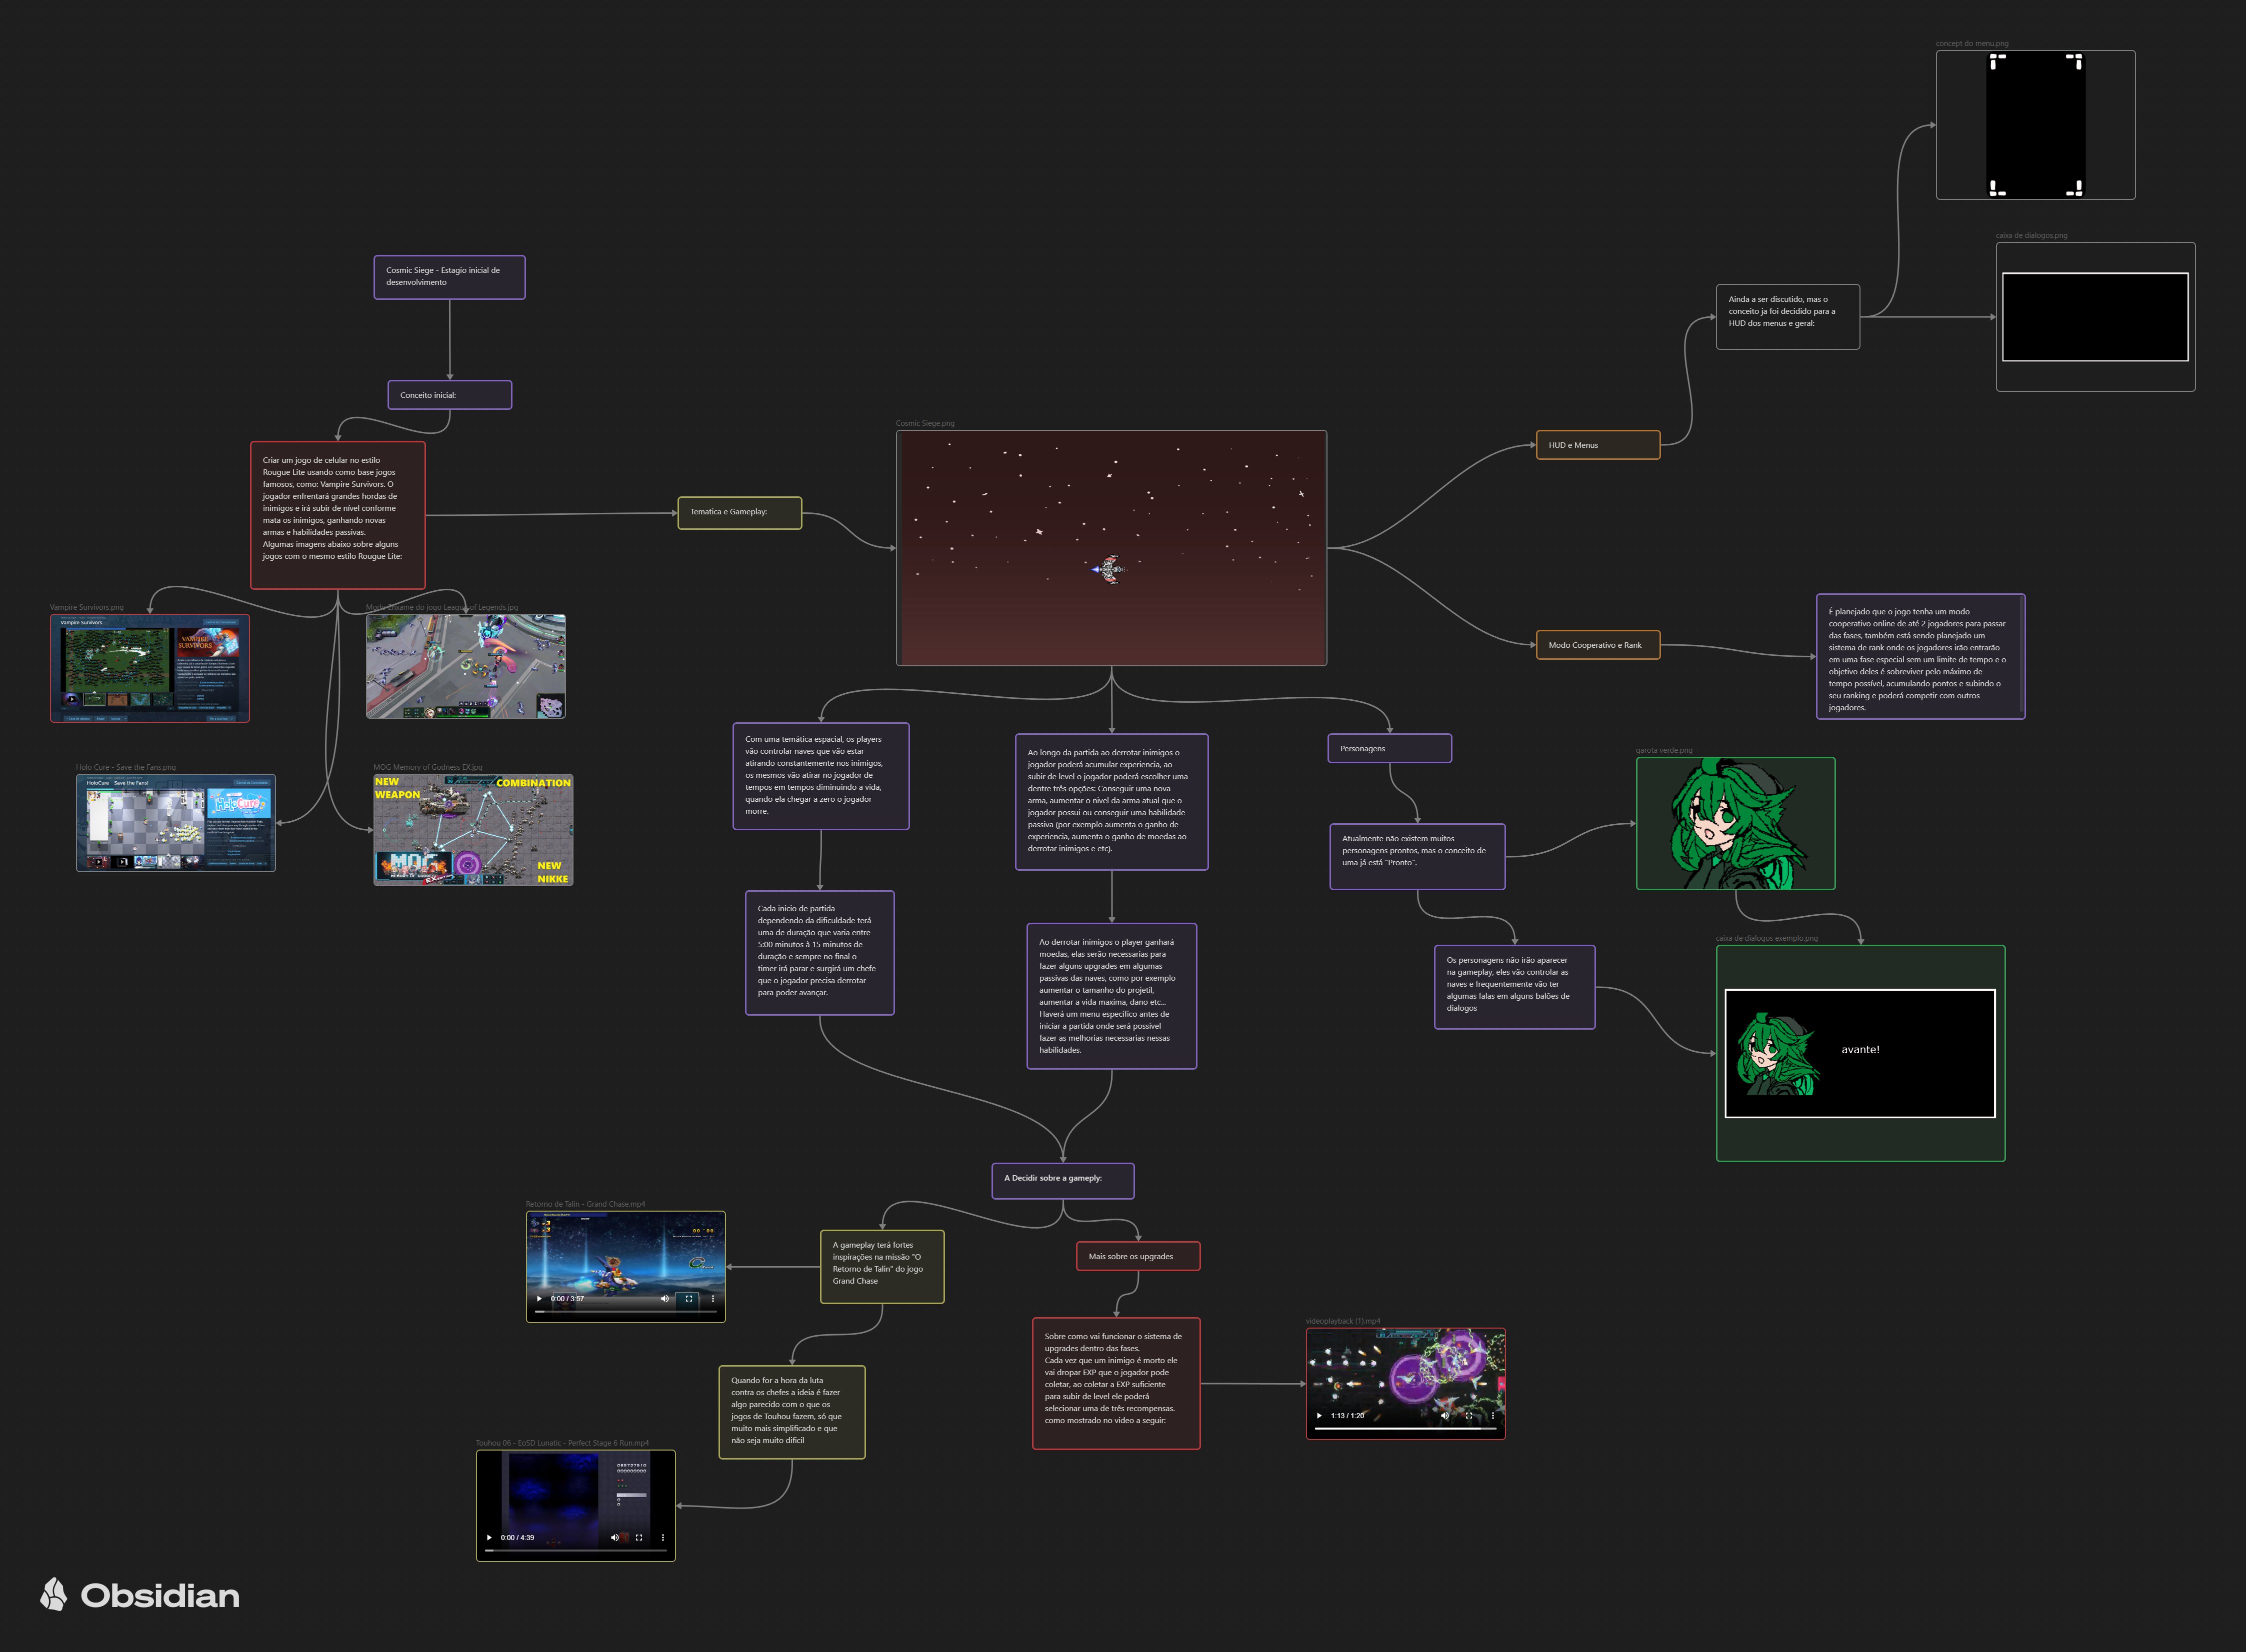 concept do menu.png
caixa de dialogos.png
Cosmic Siege - Estagio inicial de
desenvolvimento
Ainda a ser discutido, mas o
conceito ja foi decidido para a
HUD dos menus e geral:
Conceito inicial:
Cosmic Siege.png
HUD e Menus
Criar um jogo de celular no estilo
Rougue Lite usando como base jogos
famosos, como: Vampire Survivors. O
jogador enfrentará grandes hordas de
inimigos e irá subir de nível conforme
mata os inimigos, ganhando novas
armas e habilidades passivas.
Algumas imagens abaixo sobre alguns
jogos com o mesmo estilo Rougue Lite:
Tematica e Gameplay:
Vampire Survivors.png
Vampire Survivors
VAMPIRE
SURVIVORS
Modo Enxame do jogo League of Legends.jpg
Modo Cooperativo e Rank
É planejado que o jogo tenha um modo
cooperativo online de até 2 jogadores para passar
das fases, também está sendo planejado um
sistema de rank onde os jogadores irão entrarão
em uma fase especial sem um limite de tempo e o
objetivo deles é sobreviver pelo máximo de
tempo possível, acumulando pontos e subindo o
seu ranking e poderá competir com outros
jogadores.
Holo Cure - Save the Fans.png
HoloCure - Save the Fans!
HoloCure
MOG Memory of Godness EX.jpg
NEW
WEAPON
COMBINATION
MOG
EX
NEW
NIKKE
Com uma temática espacial, os players
vão controlar naves que vão estar
atirando constantemente nos inimigos,
os mesmos vão atirar no jogador de
tempos em tempos diminuindo a vida,
quando ela chegar a zero o jogador
morre.
Ao longo da partida ao derrotar inimigos o
jogador poderá acumular experiencia, ao
subir de level o jogador poderá escolher uma
dentre três opções: Conseguir uma nova
arma, aumentar o nivel da arma atual que o
jogador possui ou conseguir uma habilidade
passiva (por exemplo aumenta o ganho de
experiencia, aumenta o ganho de moedas ao
derrotar inimigos e etc).
Personagens
garota verde.png
Atualmente não existem muitos
personagens prontos, mas o conceito de
uma já está "Pronto".
Cada inicio de partida
dependendo da dificuldade terá
uma de duração que varia entre
5:00 minutos à 15 minutos de
duração e sempre no final o
timer irá parar e surgirá um chefe
que o jogador precisa derrotar
para poder avançar.
Ao derrotar inimigos o player ganhará
moedas, elas serão necessarias para
fazer alguns upgrades em algumas
passivas das naves, como por exemplo
aumentar o tamanho do projetil,
aumentar a vida maxima, dano etc...
Haverá um menu especifico antes de
iniciar a partida onde será possivel
fazer as melhorias necessarias nessas
habilidades.
Os personagens não irão aparecer
na gameplay, eles vão controlar as
naves e frequentemente vão ter
algumas falas em alguns balões de
dialogos
caixa de dialogos exemplo.png
avante!
A Decidir sobre a gameply:
Retorno de Talin - Grand Chase.mp4
0:00 / 3:57
A gameplay terá fortes
inspirações na missão "O
Retorno de Talin" do jogo
Grand Chase
Mais sobre os upgrades
Sobre como vai funcionar o sistema de
upgrades dentro das fases.
Cada vez que um inimigo é morto ele
vai dropar EXP que o jogador pode
coletar, ao coletar a EXP suficiente
para subir de level ele poderá
selecionar uma de três recompensas.
como mostrado no video a seguir:
videoplayback (1).mp4
1:13 / 1:20
Quando for a hora da luta
contra os chefes a ideia é fazer
algo parecido com o que os
jogos de Touhou fazem, só que
muito mais simplificado e que
não seja muito dificil
Touhou 06 - EoSD Lunatic - Perfect Stage 6 Run.mp4
0:00 / 4:39
Obsidian